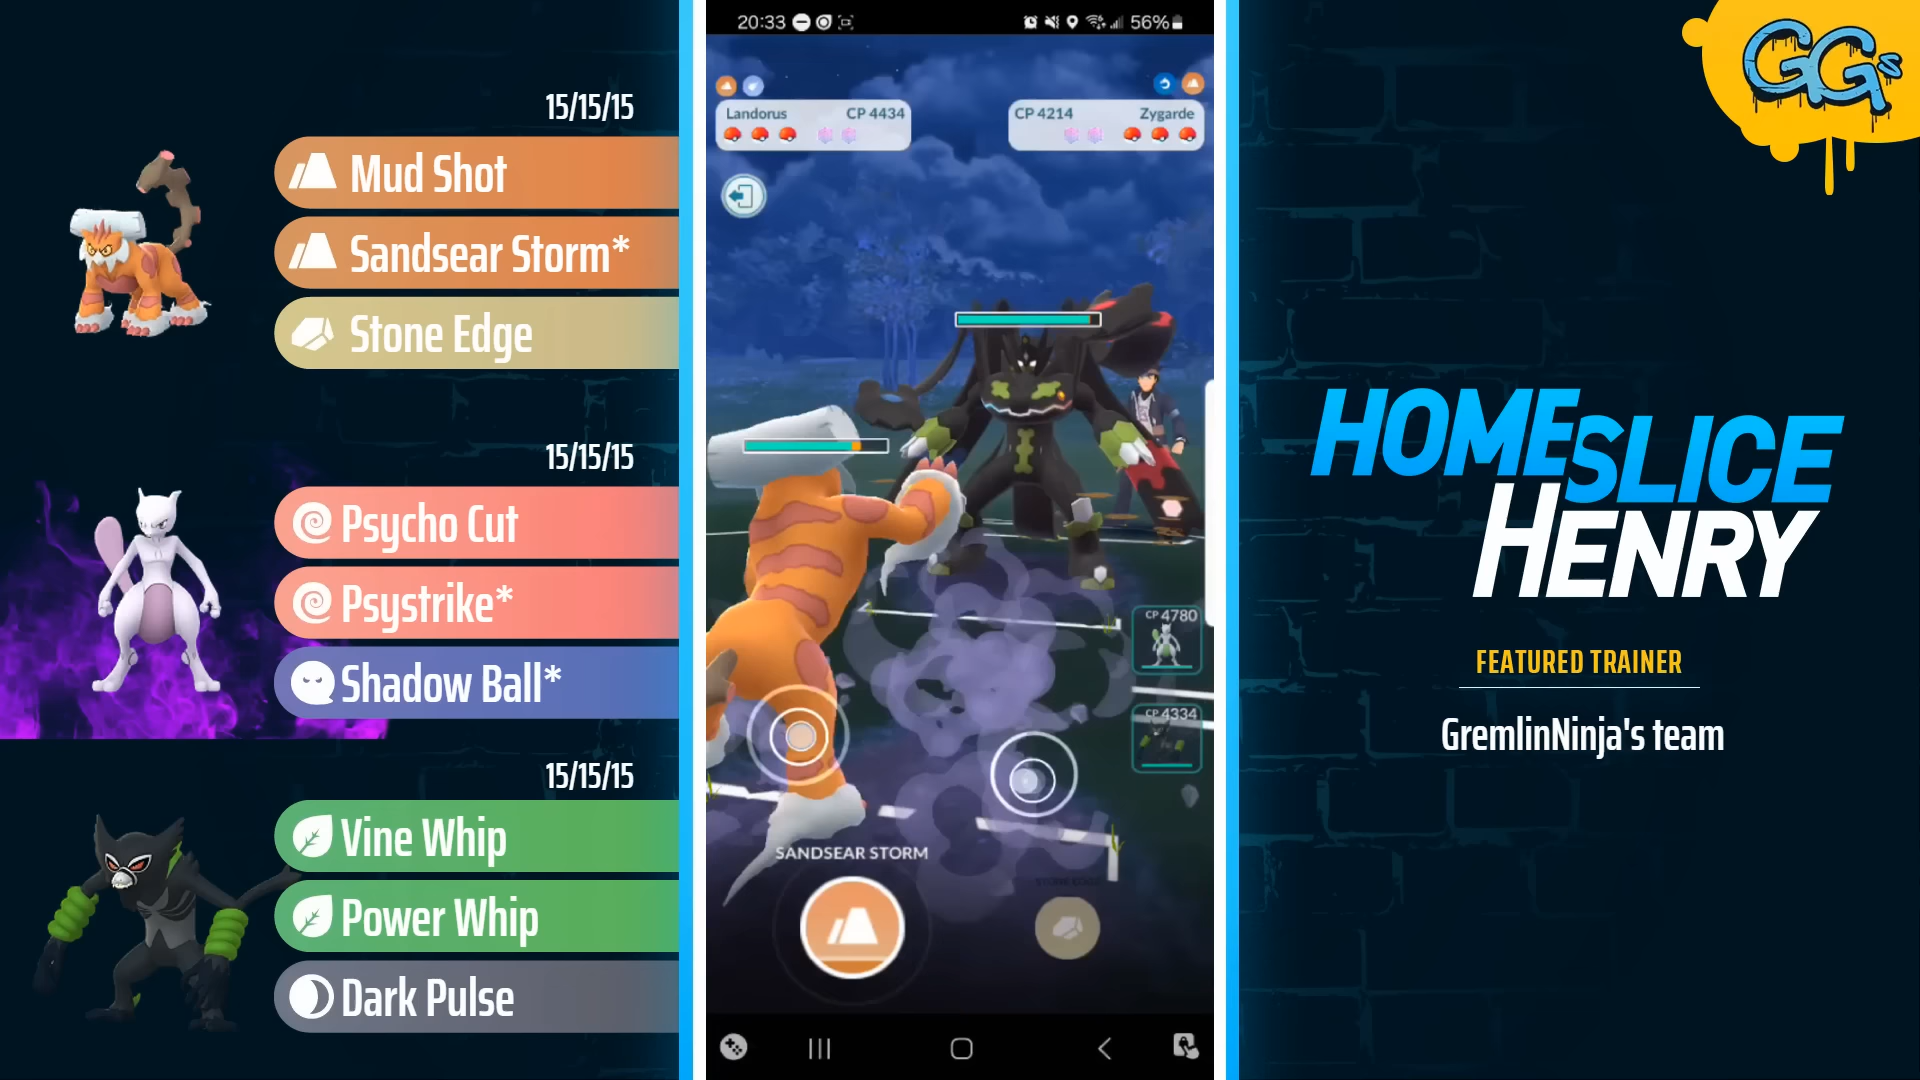 15/15/15
Mud Shot
Sandsear Storm*
Stone Edge
15/15/15
Psycho Cut
Psystrike*
Shadow Ball*
15/15/15
Vine Whip
Power Whip
Dark Pulse
20:33
56%
Landorus CP 4434
CP 4214 Zygarde
CP 4780
CP 4334
SANDSEAR STORM
STONE EDGE
GGs
HOMESLICE
HENRY
FEATURED TRAINER
GremlinNinja's team